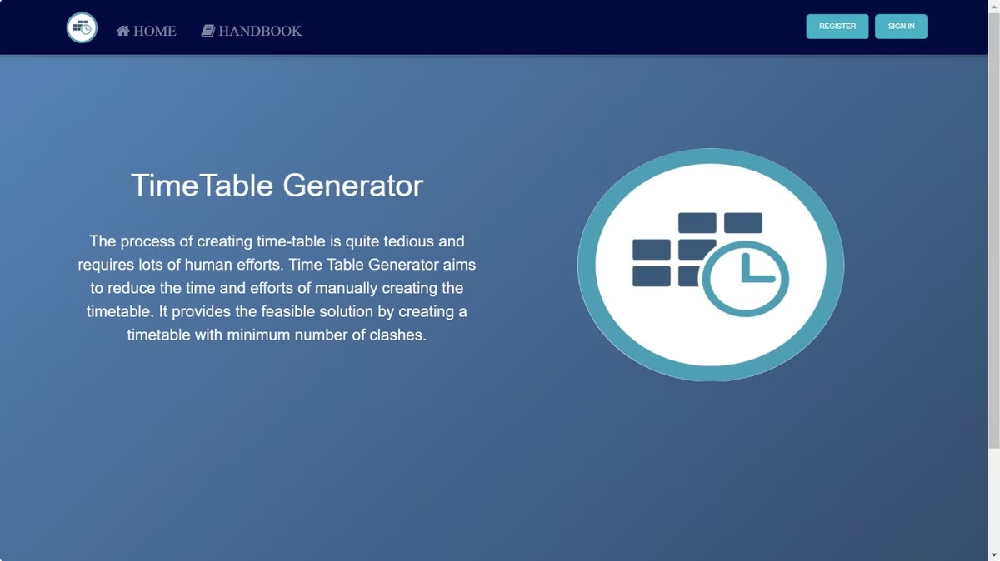 HOME
HANDBOOK
REGISTER
SIGN IN
TimeTable Generator
The process of creating time-table is quite tedious and
requires lots of human efforts. Time Table Generator aims
to reduce the time and efforts of manually creating the
timetable. It provides the feasible solution by creating a
timetable with minimum number of clashes.